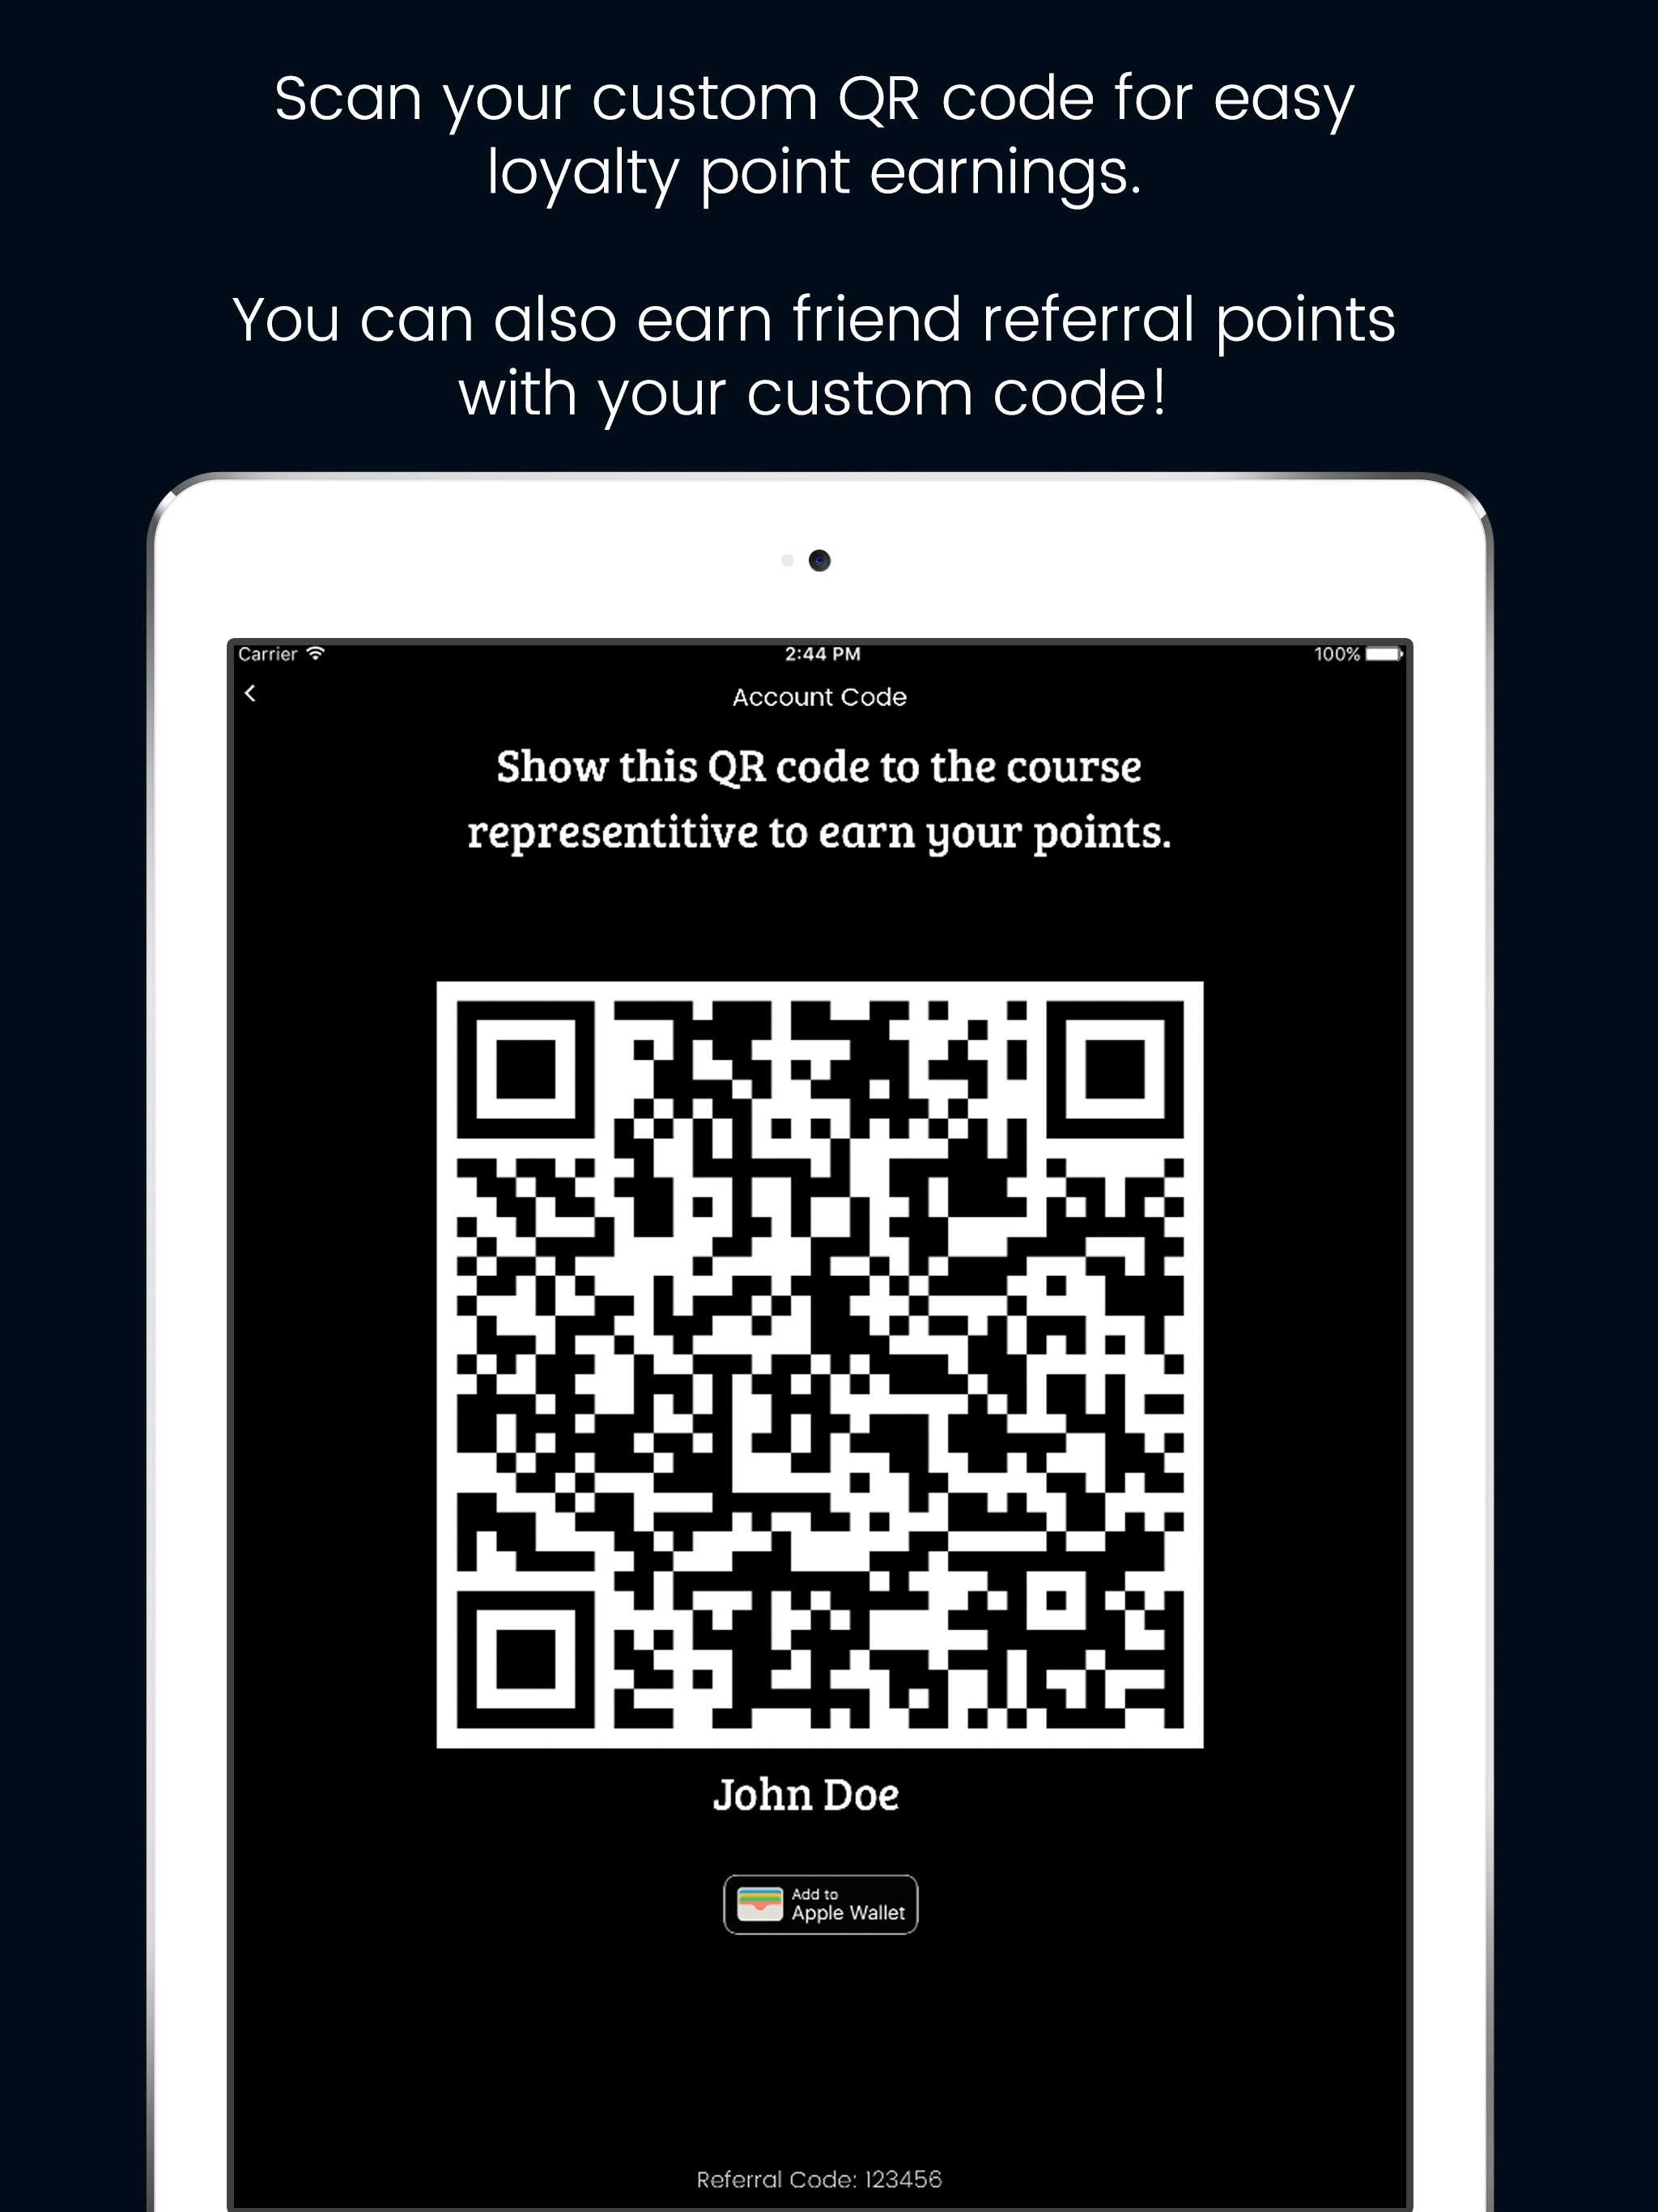 Scan your custom QR code for easy
loyalty point earnings.
You can also earn friend referral points
with your custom code!
Carrier 2:44 PM 100%
Account Code
Show this QR code to the course
representitive to earn your points.
John Doe
Add to
Apple Wallet
Referral Code: 123456